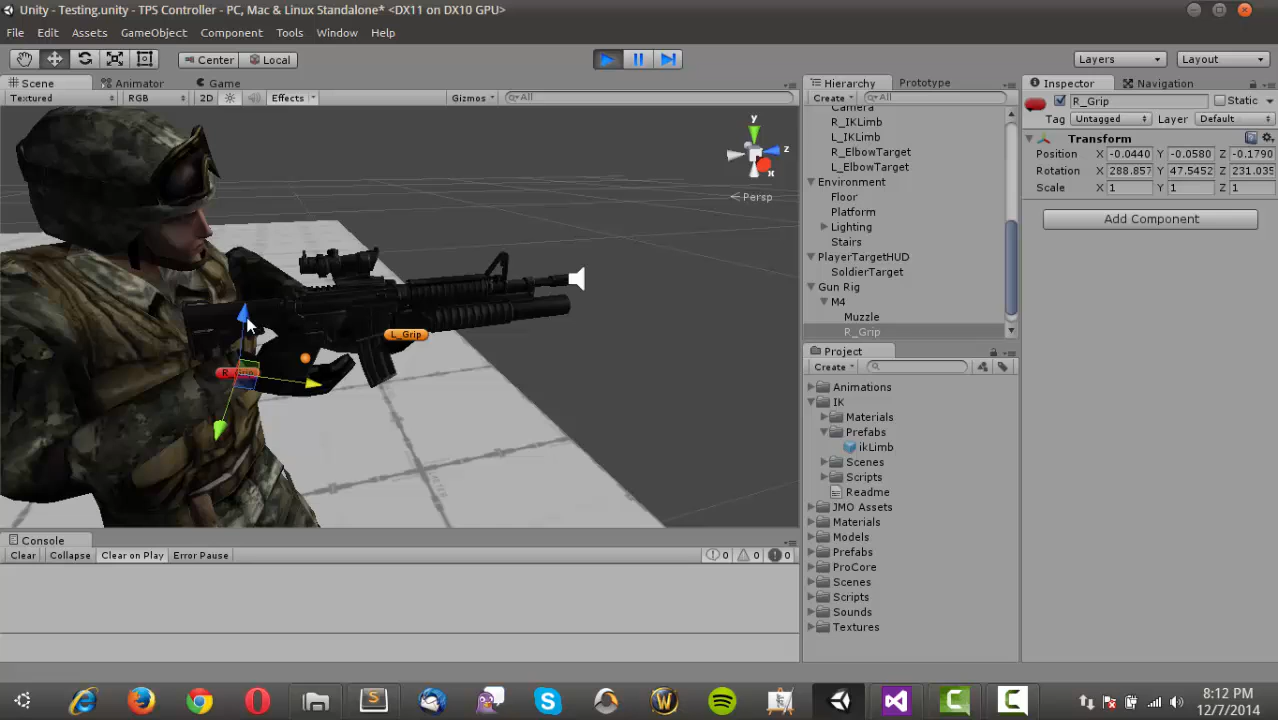 Unity - Testing.unity - TPS Controller - PC, Mac & Linux Standalone* <DX11 on DX10 GPU>
File Edit Assets GameObject Component Tools Window Help
Center Local Layers Layout
Scene Animator Game
Textured RGB 2D Effects Gizmos All
y
z
x
Persp
L_Grip
R_Grip
Hierarchy Prototype
Create All
Camera
R_IKLimb
L_IKLimb
R_ElbowTarget
L_ElbowTarget
Environment
Floor
Platform
Lighting
Stairs
PlayerTargetHUD
SoldierTarget
Gun Rig
M4
Muzzle
R_Grip
Project
Create
Animations
IK
Materials
Prefabs
ikLimb
Scenes
Scripts
Readme
JMO Assets
Materials
Models
Prefabs
ProCore
Scenes
Scripts
Sounds
Textures
Inspector Navigation
R_Grip Static
Tag Untagged Layer Default
Transform
Position X -0.0440 Y -0.0580 Z -0.1790
Rotation X 288.857 Y 47.5452 Z 231.035
Scale X 1 Y 1 Z 1
Add Component
Console
Clear Collapse Clear on Play Error Pause 0 0 0
8:12 PM
12/7/2014